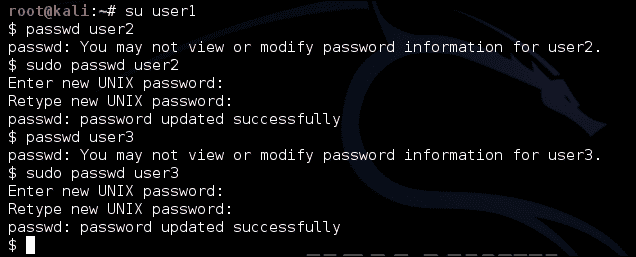 root@kali:~# su user1
$ passwd user2
passwd: You may not view or modify password information for user2.
$ sudo passwd user2
Enter new UNIX password:
Retype new UNIX password:
passwd: password updated successfully
$ passwd user3
passwd: You may not view or modify password information for user3.
$ sudo passwd user3
Enter new UNIX password:
Retype new UNIX password:
passwd: password updated successfully
$